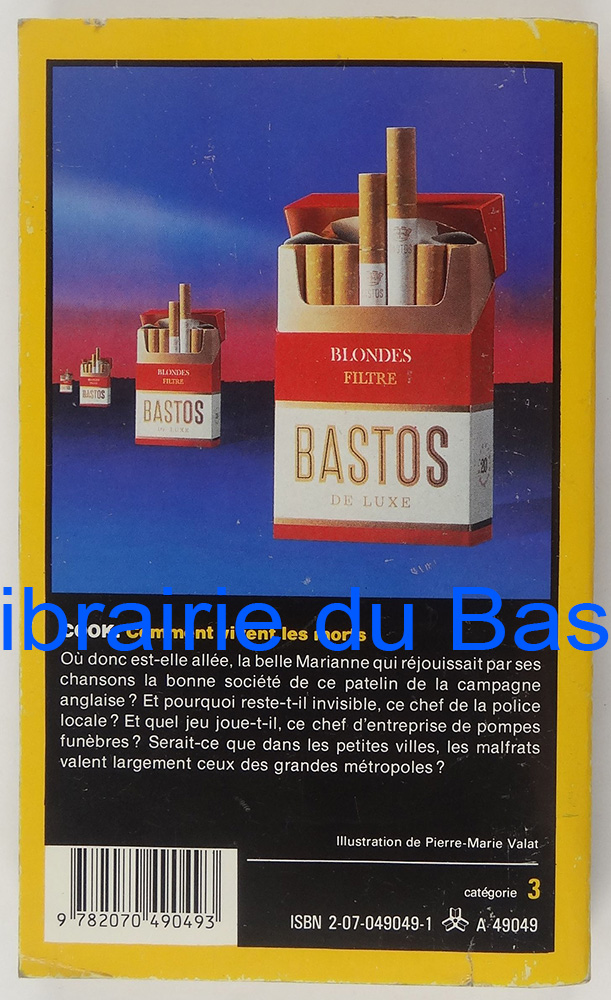 BLONDES
FILTRE
BASTOS
DE LUXE
20
BLONDES
FILTRE
BASTOS
DE LUXE
BASTOS
ibrairie du Bas
COOK: Comment vivent les morts
Où donc est-elle allée, la belle Marianne qui réjouissait par ses
chansons la bonne société de ce patelin de la campagne
anglaise ? Et pourquoi reste-t-il invisible, ce chef de la police
locale ? Et quel jeu joue-t-il, ce chef d'entreprise de pompes
funèbres ? Serait-ce que dans les petites villes, les malfrats
valent largement ceux des grandes métropoles ?
Illustration de Pierre-Marie Valat
catégorie 3
9 782070 490493
ISBN 2-07-049049-1 A 49049